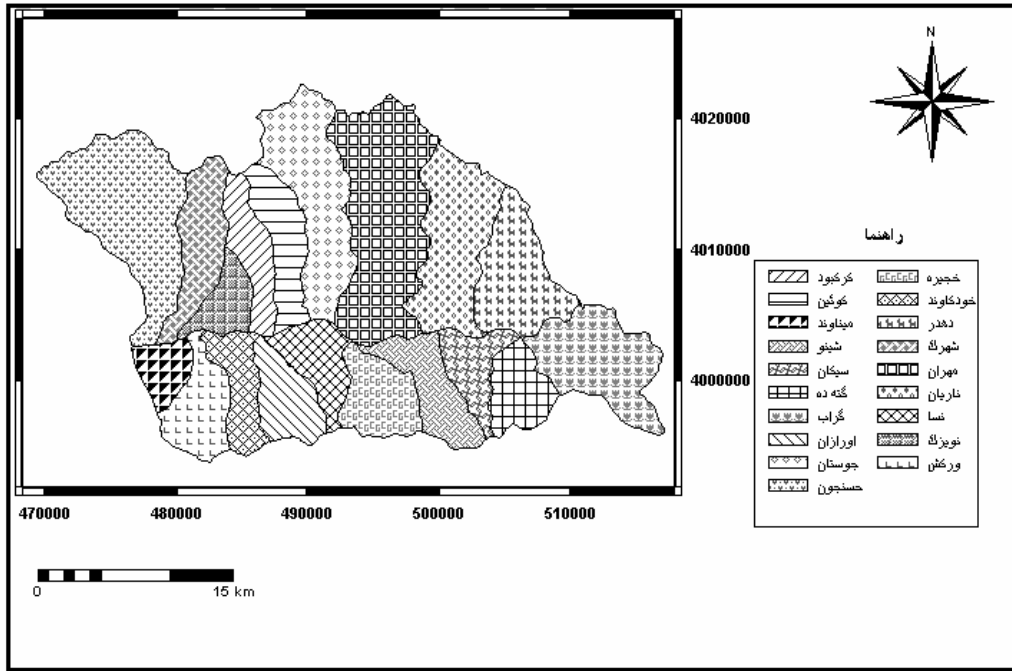 N
4020000
4010000
4000000
470000
480000
490000
500000
510000
0
15 km
راهنما
خجیره
کرکبود
خودکاوند
کوئین
دهدر
میناوند
شهرک
شینو
مهران
سیکان
ناریان
گته ده
نسا
گراب
نویزک
اورازان
ورکش
جوستان
حسنجون